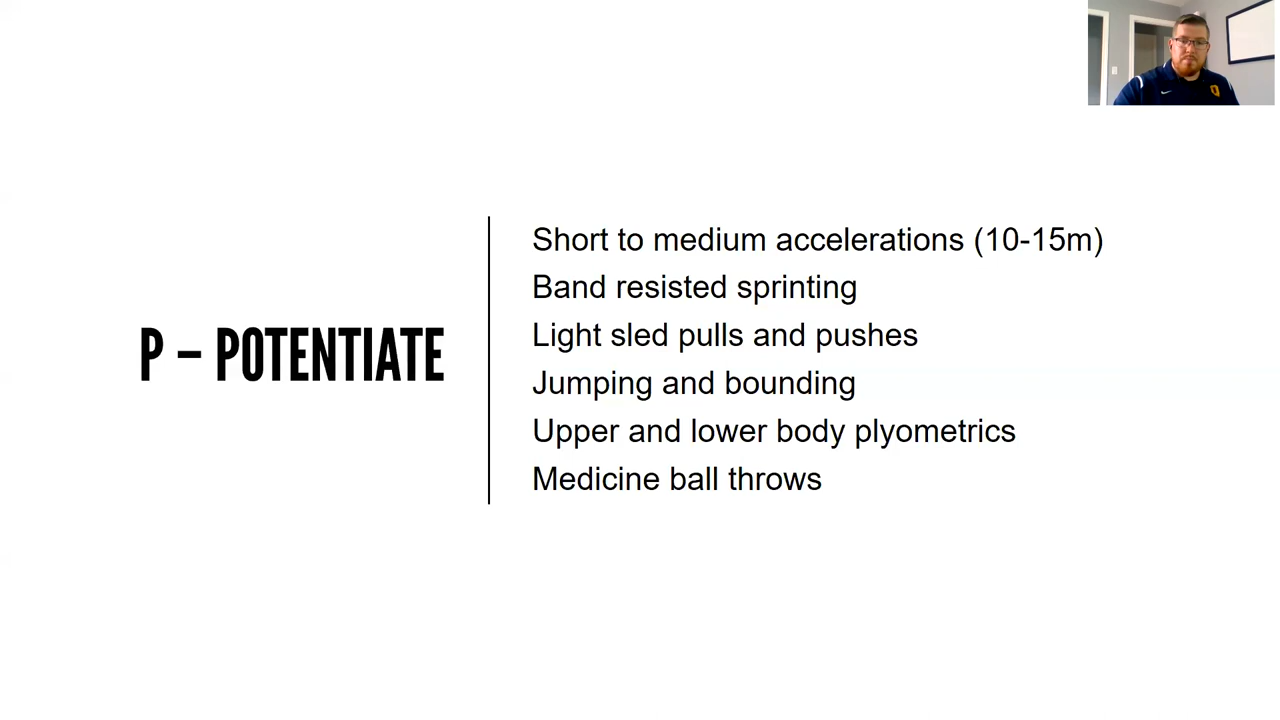 P – POTENTIATE
Short to medium accelerations (10-15m)
Band resisted sprinting
Light sled pulls and pushes
Jumping and bounding
Upper and lower body plyometrics
Medicine ball throws